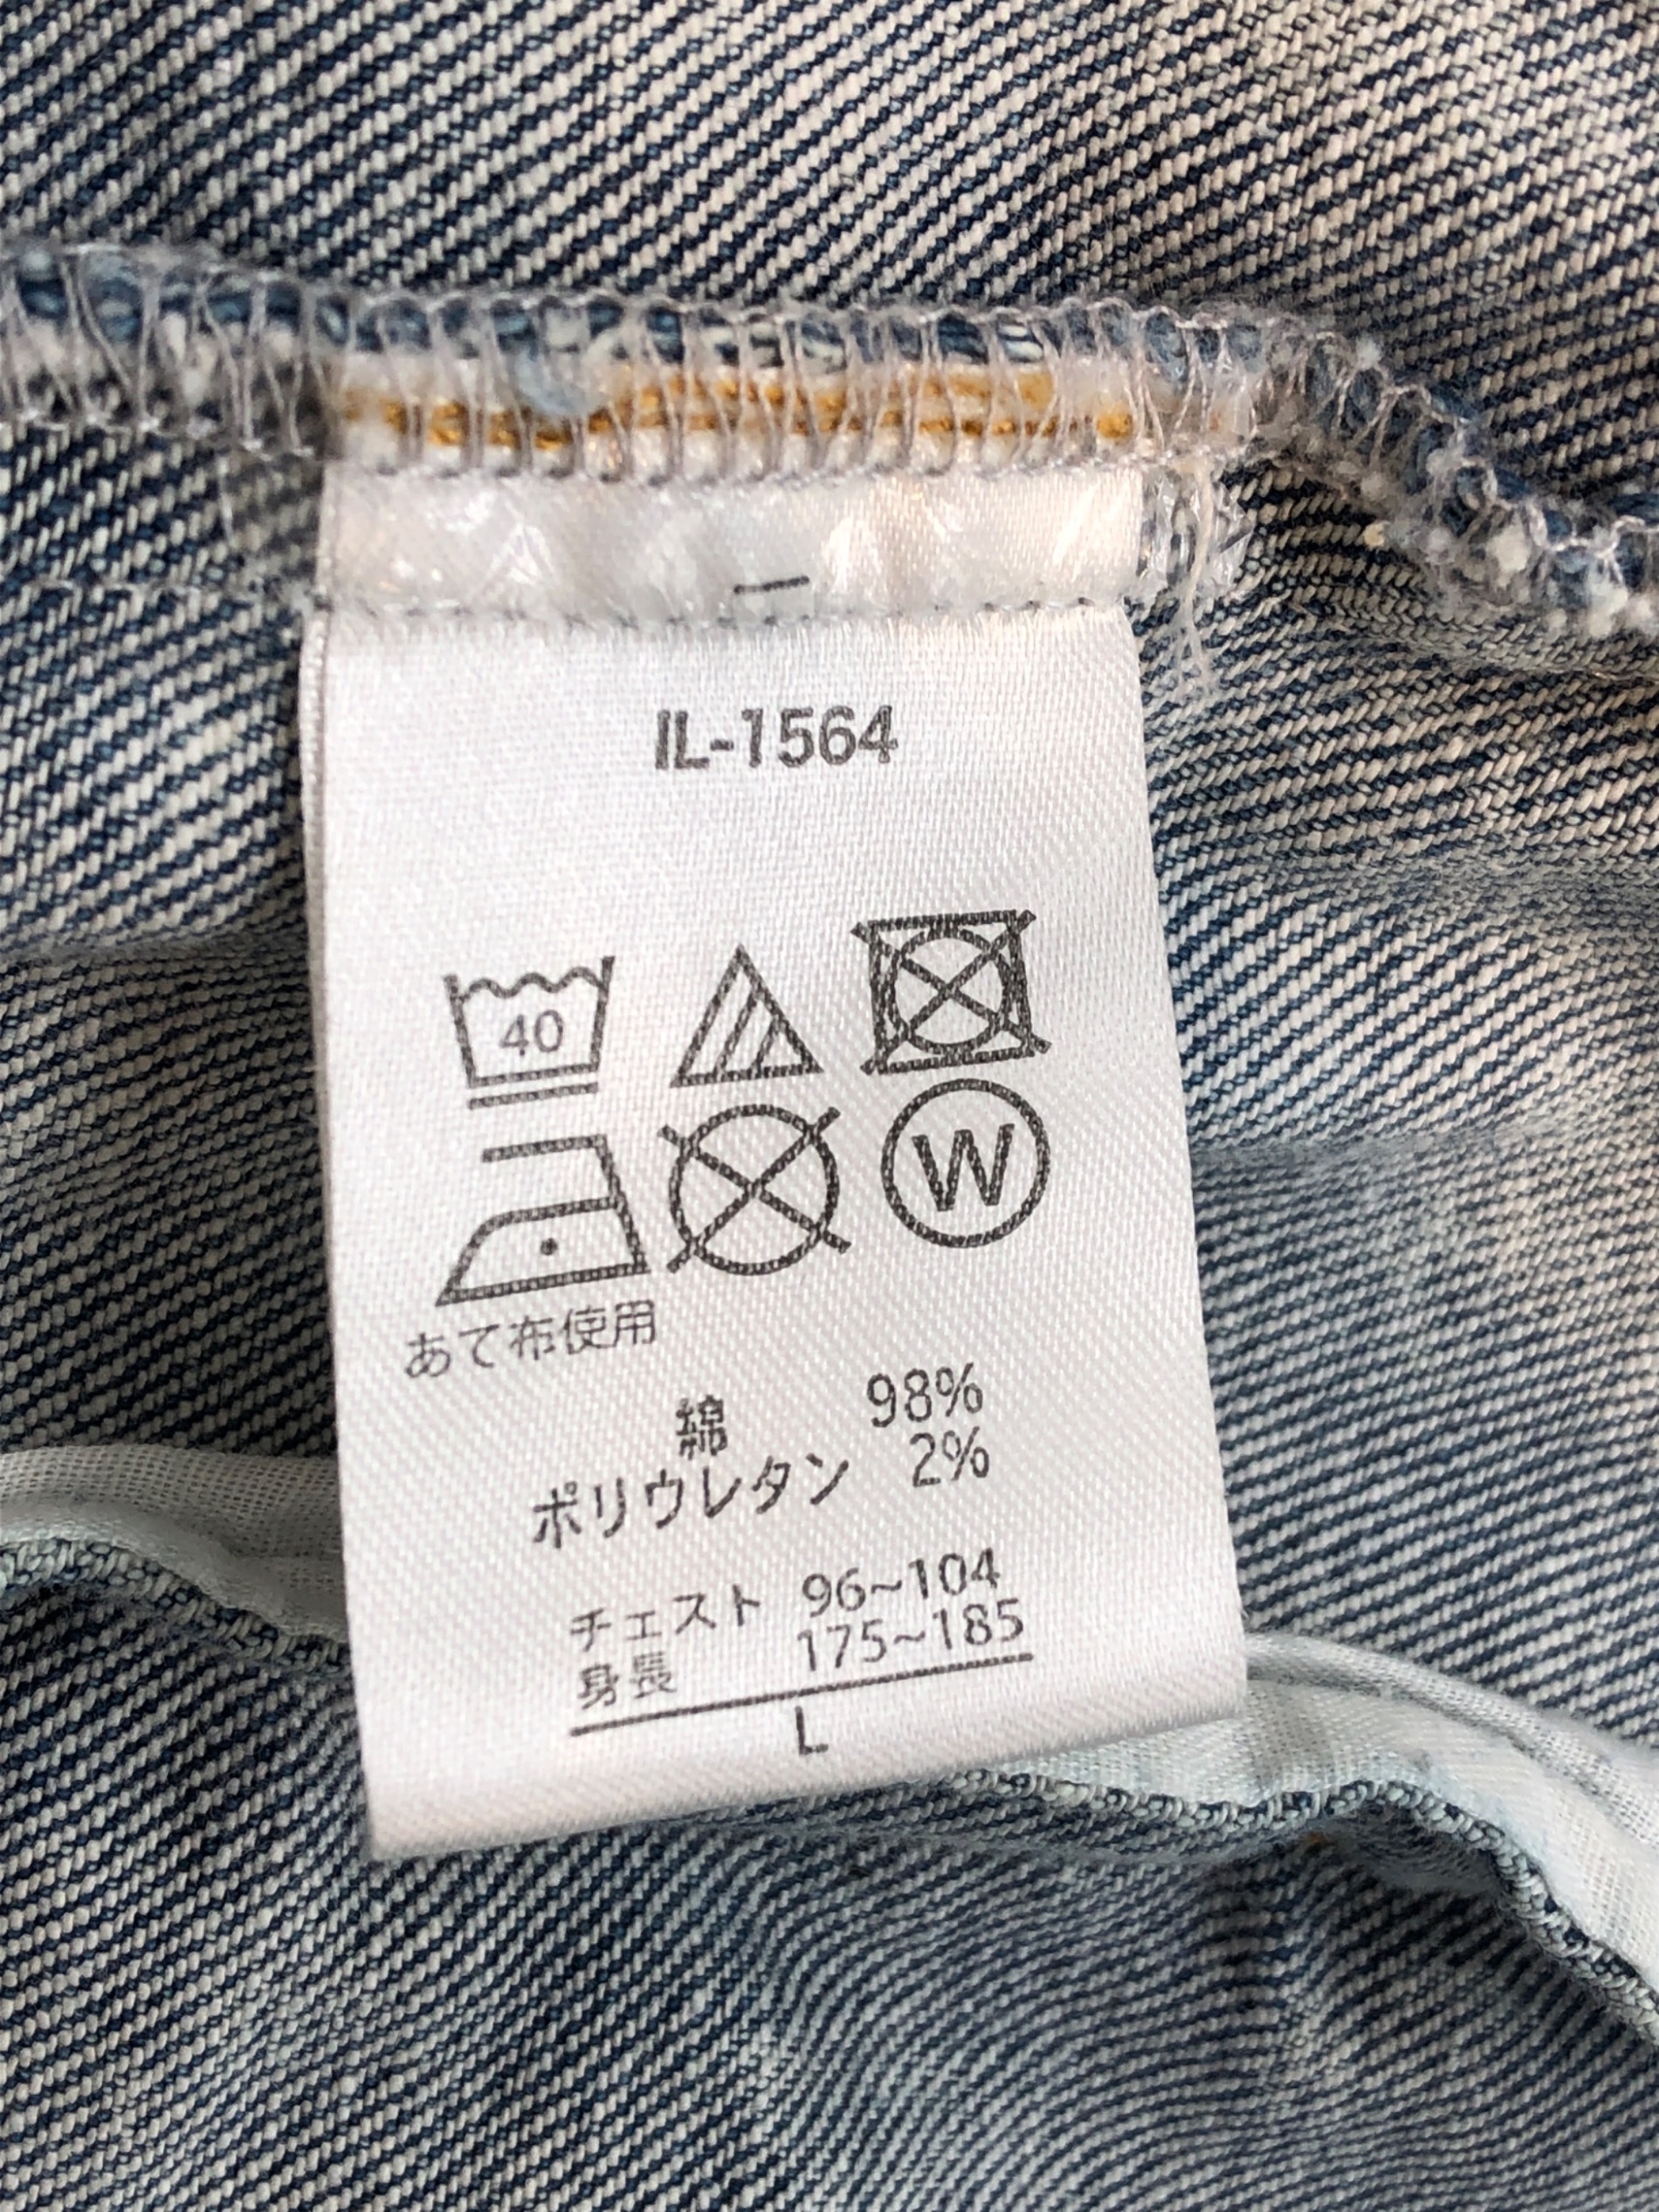 IL-1564
40
W
あて布使用
綿 98%
ポリウレタン 2%
チェスト 96~104
身長 175~185
L